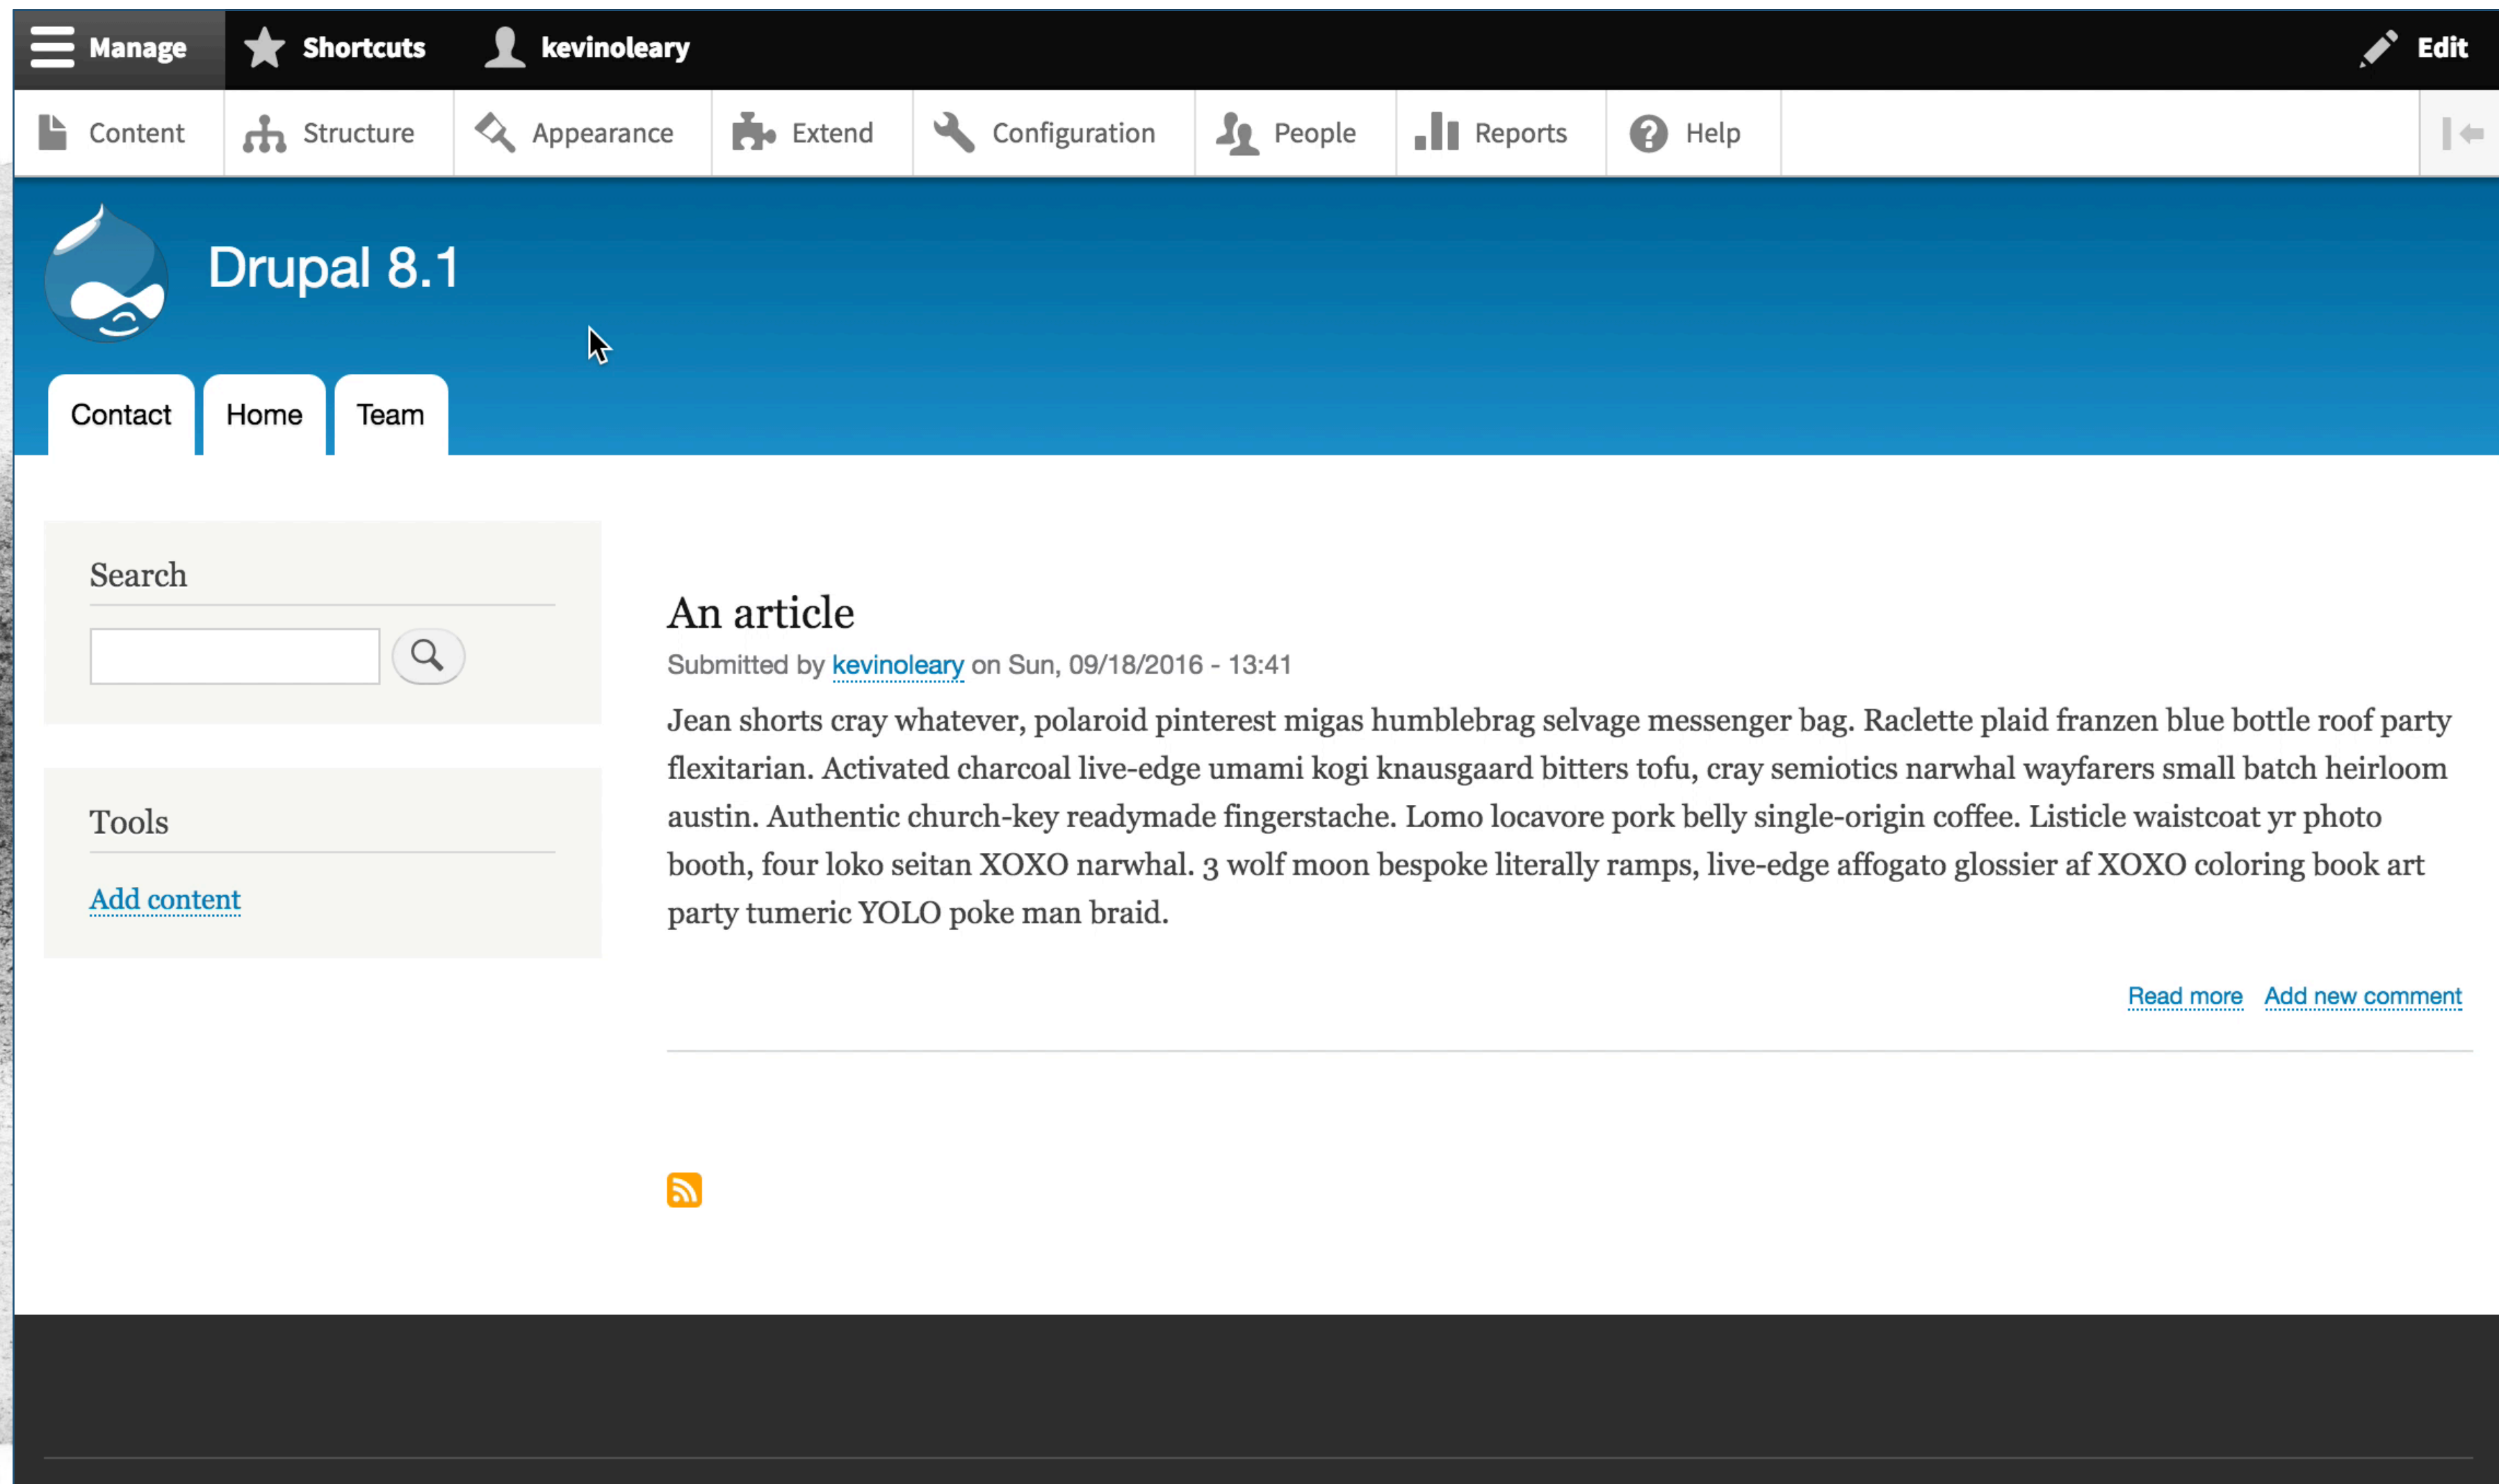 Manage Shortcuts kevinoleary Edit
Content Structure Appearance Extend Configuration People Reports Help
Drupal 8.1
Contact Home Team
Search
Tools
Add content
An article
Submitted by kevinoleary on Sun, 09/18/2016 - 13:41
Jean shorts cray whatever, polaroid pinterest migas humblebrag selvage messenger bag. Raclette plaid franzen blue bottle roof party
flexitarian. Activated charcoal live-edge umami kogi knausgaard bitters tofu, cray semiotics narwhal wayfarers small batch heirloom
austin. Authentic church-key readymade fingerstache. Lomo locavore pork belly single-origin coffee. Listicle waistcoat yr photo
booth, four loko seitan XOXO narwhal. 3 wolf moon bespoke literally ramps, live-edge affogato glossier af XOXO coloring book art
party tumeric YOLO poke man braid.
Read more Add new comment